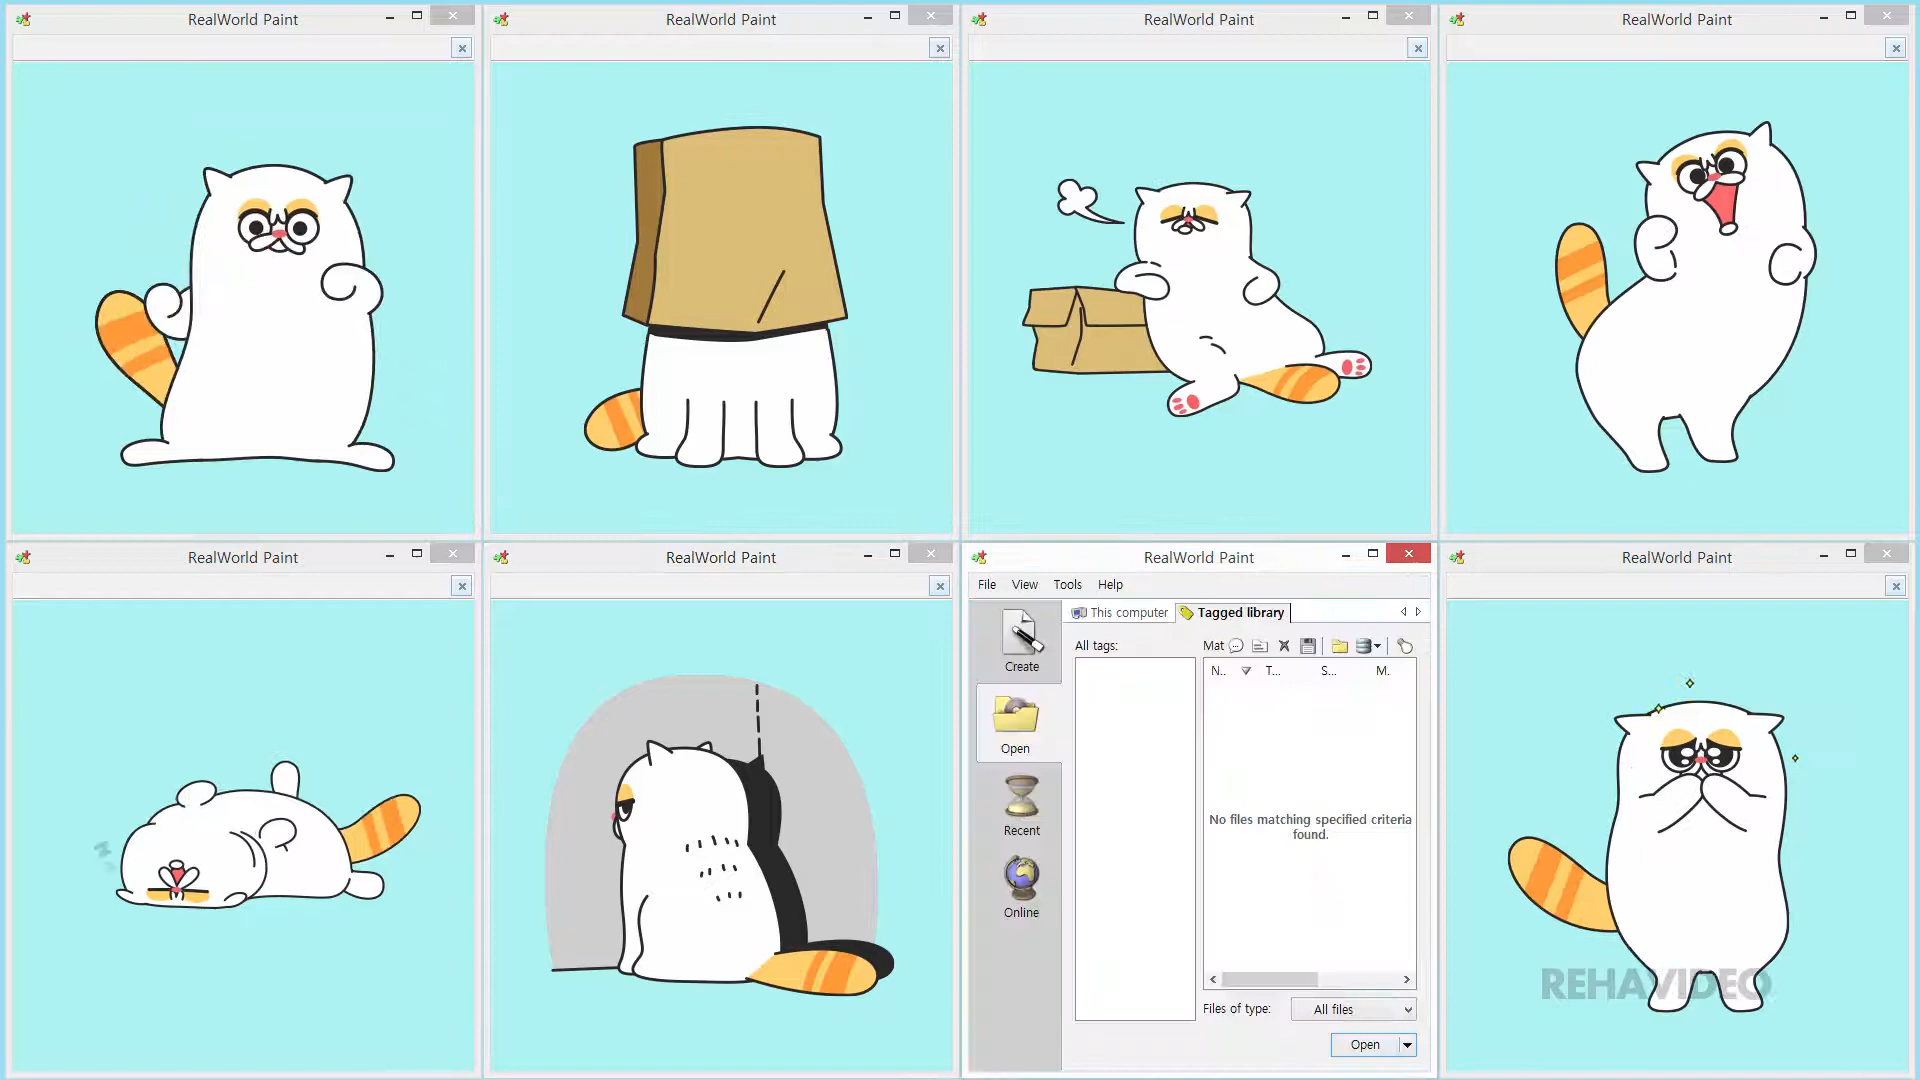 RealWorld Paint
RealWorld Paint
RealWorld Paint
RealWorld Paint
RealWorld Paint
RealWorld Paint
RealWorld Paint
RealWorld Paint
File View Tools Help
This computer
Tagged library
Create
Open
Recent
Online
All tags:
Mat
N.. T... S... M.
No files matching specified criteria
found.
Files of type:
All files
Open
REHAVIDEO